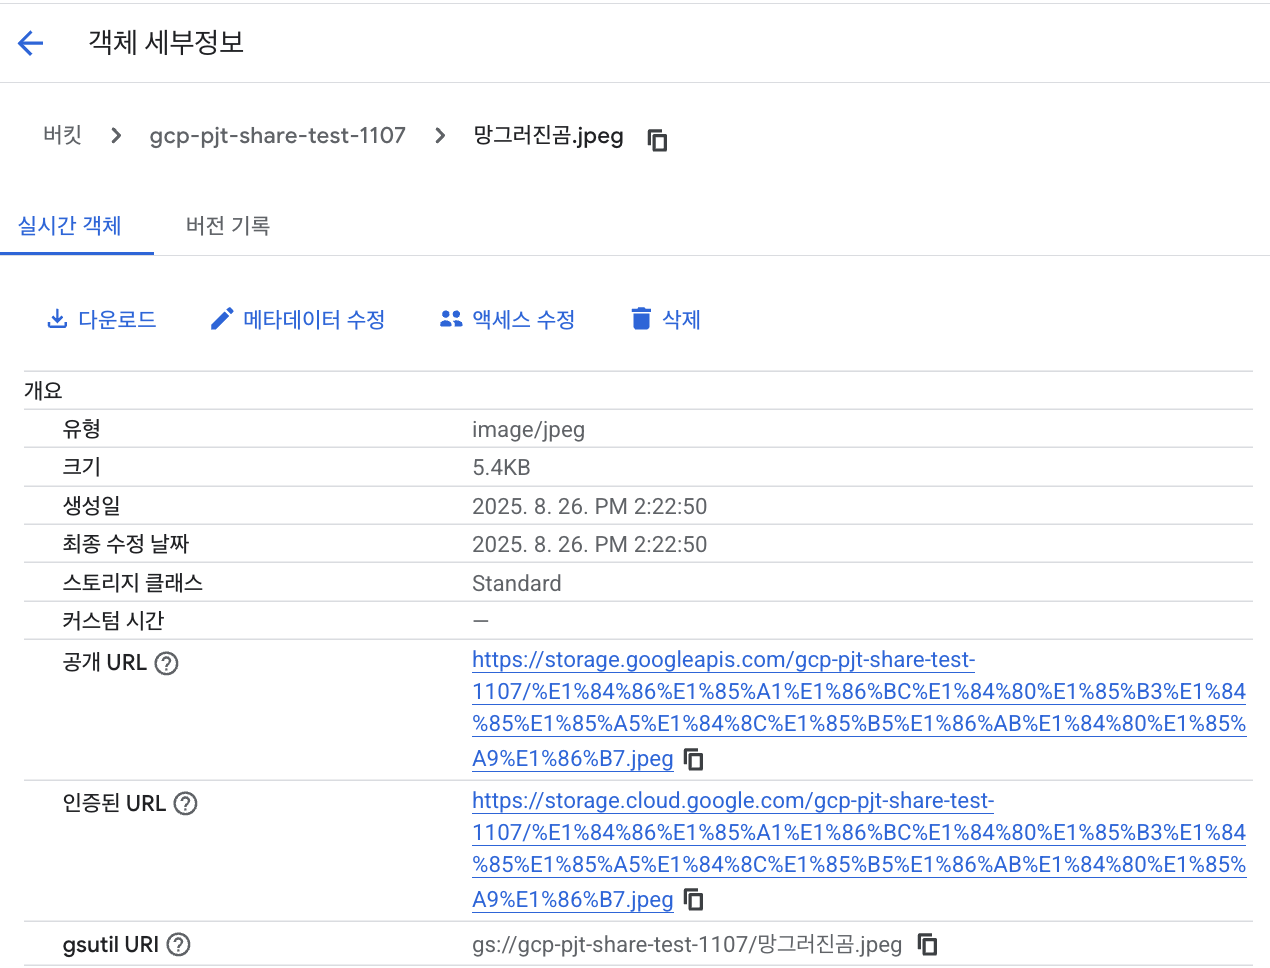 객체 세부정보
버킷 > gcp-pjt-share-test-1107 > 망그러진곰.jpeg
실시간 객체 버전 기록
다운로드 메타데이터 수정 액세스 수정 삭제
개요
유형 image/jpeg
크기 5.4KB
생성일 2025. 8. 26. PM 2:22:50
최종 수정 날짜 2025. 8. 26. PM 2:22:50
스토리지 클래스 Standard
커스텀 시간 —
공개 URL https://storage.googleapis.com/gcp-pjt-share-test-
1107/%E1%84%86%E1%85%A1%E1%86%BC%E1%84%80%E1%85%B3%E1%84
%85%E1%85%A5%E1%84%8C%E1%85%B5%E1%86%AB%E1%84%80%E1%85%
A9%E1%86%B7.jpeg
인증된 URL https://storage.cloud.google.com/gcp-pjt-share-test-
1107/%E1%84%86%E1%85%A1%E1%86%BC%E1%84%80%E1%85%B3%E1%84
%85%E1%85%A5%E1%84%8C%E1%85%B5%E1%86%AB%E1%84%80%E1%85%
A9%E1%86%B7.jpeg
gsutil URI gs://gcp-pjt-share-test-1107/망그러진곰.jpeg